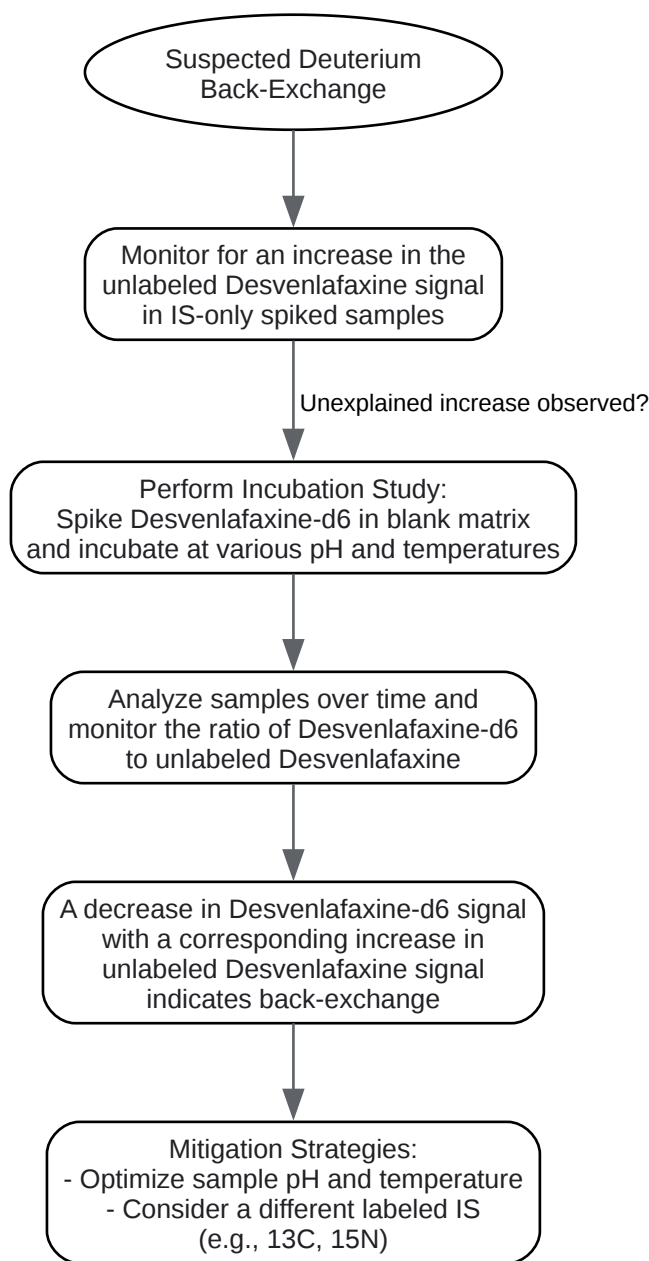 Suspected Deuterium
Back-Exchange
Monitor for an increase in the
unlabeled Desvenlafaxine signal
in IS-only spiked samples
Unexplained increase observed?
Perform Incubation Study:
Spike Desvenlafaxine-d6 in blank matrix
and incubate at various pH and temperatures
Analyze samples over time and
monitor the ratio of Desvenlafaxine-d6
to unlabeled Desvenlafaxine
A decrease in Desvenlafaxine-d6 signal
with a corresponding increase in
unlabeled Desvenlafaxine signal
indicates back-exchange
Mitigation Strategies:
- Optimize sample pH and temperature
- Consider a different labeled IS
(e.g., 13C, 15N)